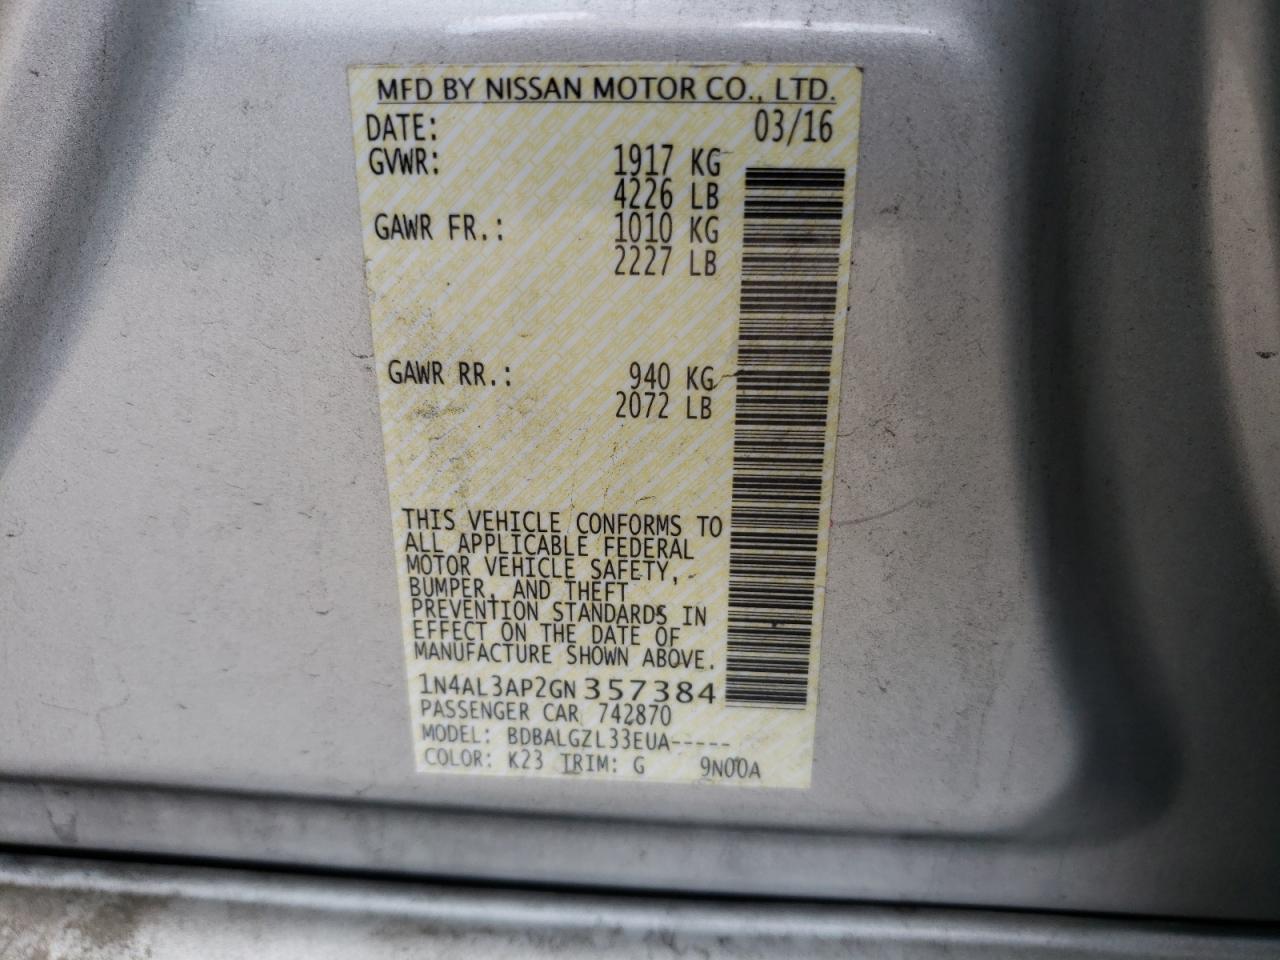 MFD BY NISSAN MOTOR CO., LTD.
DATE: 03/16
GVWR: 1917 KG
4226 LB
GAWR FR.: 1010 KG
2227 LB
GAWR RR.: 940 KG
2072 LB
THIS VEHICLE CONFORMS TO
ALL APPLICABLE FEDERAL
MOTOR VEHICLE SAFETY,
BUMPER, AND THEFT
PREVENTION STANDARDS IN
EFFECT ON THE DATE OF
MANUFACTURE SHOWN ABOVE.
1N4AL3AP2GN357384
PASSENGER CAR 742870
MODEL: BDBALGZL33EUA-----
COLOR: K23 TRIM: G 9N00A